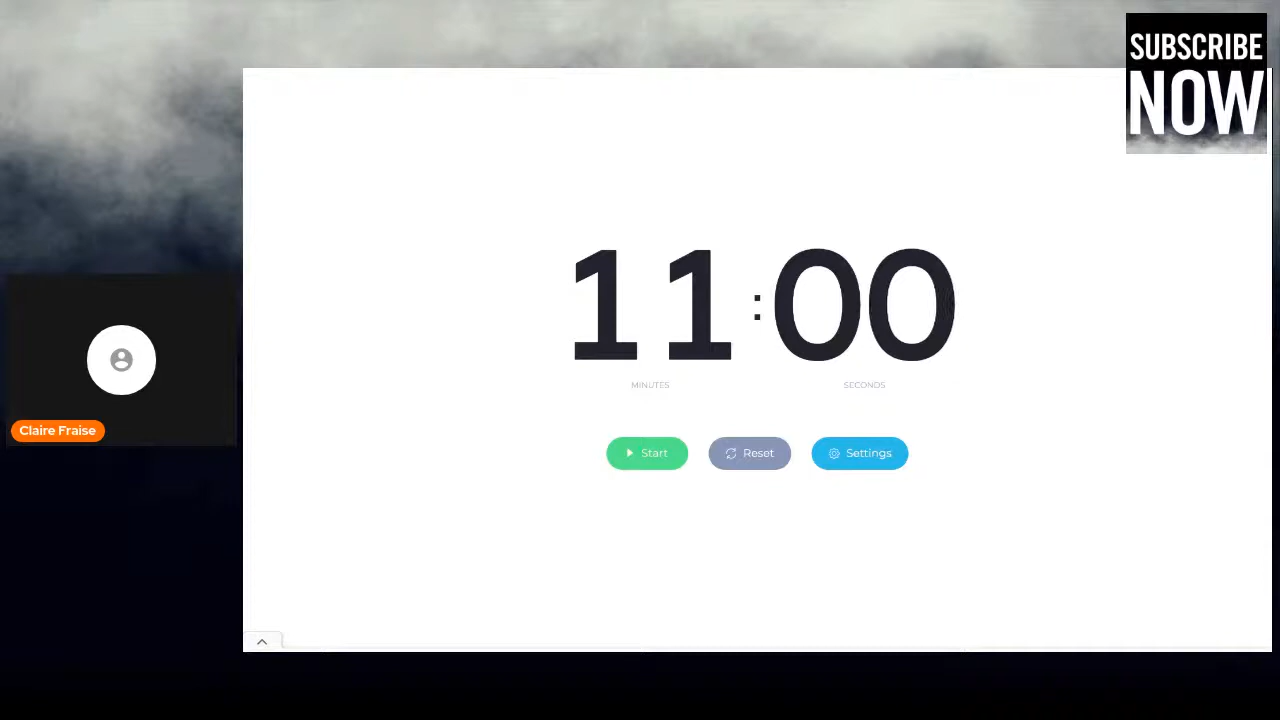 SUBSCRIBE
NOW
11:00
MINUTES SECONDS
Start Reset Settings
Claire Fraise